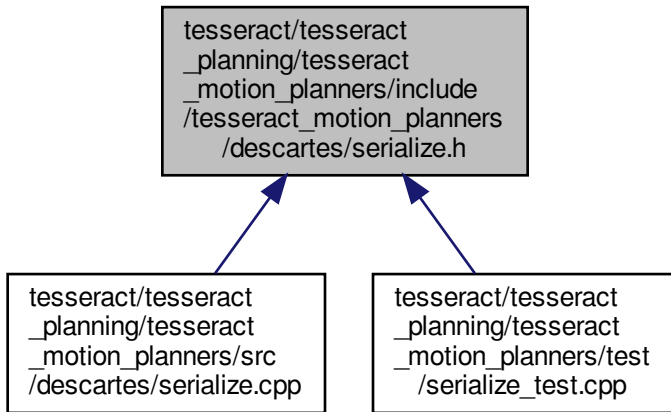 tesseract/tesseract
_planning/tesseract
_motion_planners/include
/tesseract_motion_planners
/descartes/serialize.h
tesseract/tesseract
_planning/tesseract
_motion_planners/src
/descartes/serialize.cpp
tesseract/tesseract
_planning/tesseract
_motion_planners/test
/serialize_test.cpp